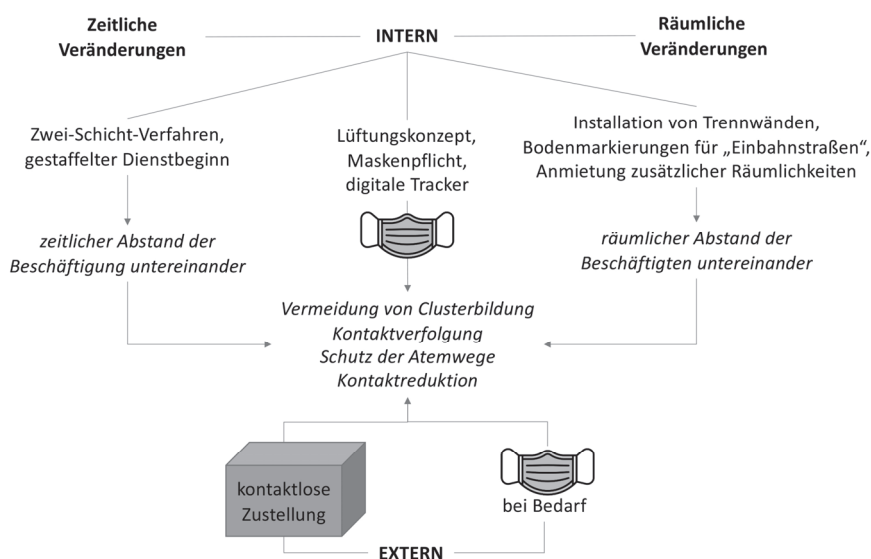 Zeitliche
Veränderungen
INTERN
Räumliche
Veränderungen
Zwei-Schicht-Verfahren,
gestaffelter Dienstbeginn
Lüftungskonzept,
Maskenpflicht,
digitale Tracker
Installation von Trennwänden,
Bodenmarkierungen für „Einbahnstraßen“,
Anmietung zusätzlicher Räumlichkeiten
zeitlicher Abstand der
Beschäftigung untereinander
räumlicher Abstand der
Beschäftigten untereinander
Vermeidung von Clusterbildung
Kontaktverfolgung
Schutz der Atemwege
Kontaktreduktion
kontaktlose
Zustellung
bei Bedarf
EXTERN